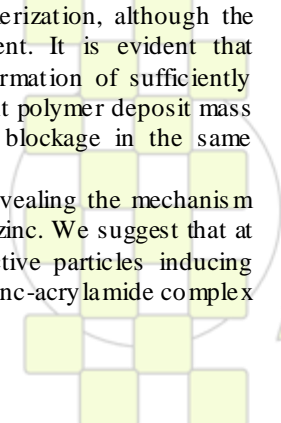 erization, although the
ent. It is evident that
rmation of sufficiently
t polymer deposit mass
blockage in the same
vealing the mechanism
zinc. We suggest that at
ctive particles inducing
nc-acrylamide complex